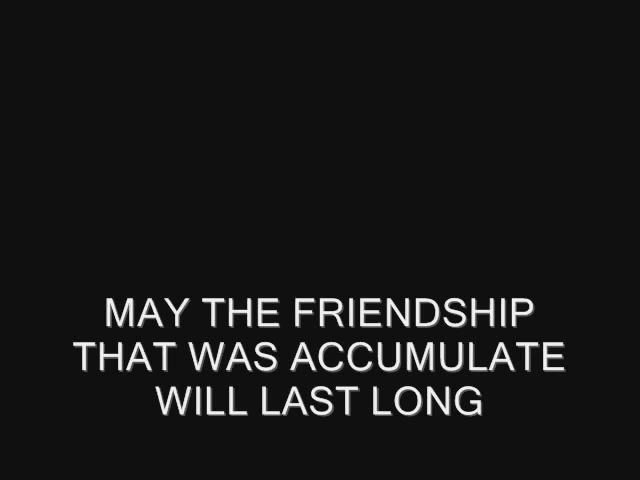 MAY THE FRIENDSHIP
THAT WAS ACCUMULATE
WILL LAST LONG